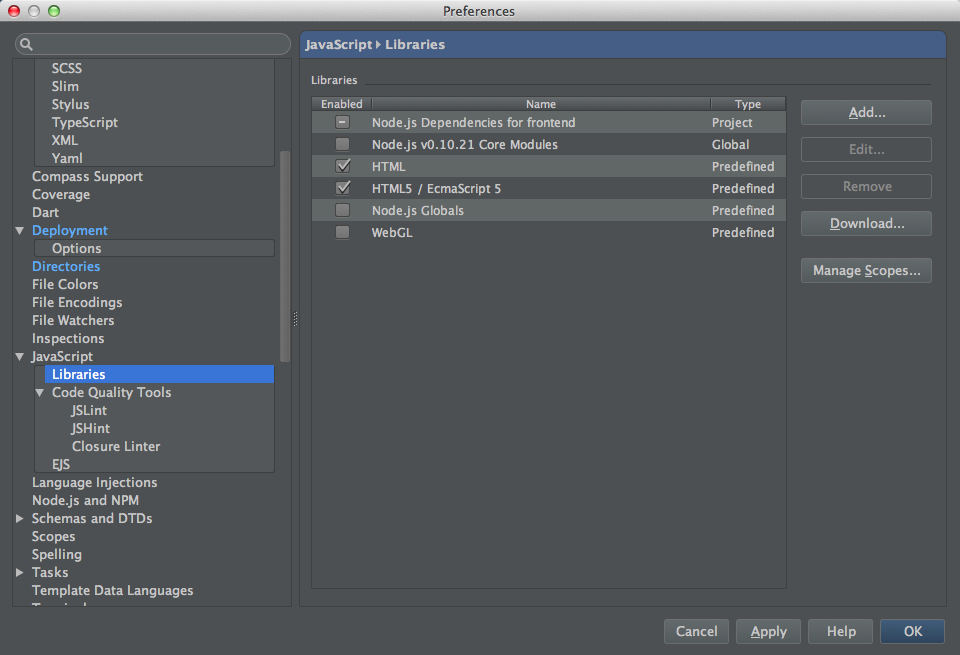 Preferences
SCSS
Slim
Stylus
TypeScript
XML
Yaml
Compass Support
Coverage
Dart
Deployment
Options
Directories
File Colors
File Encodings
File Watchers
Inspections
JavaScript
Libraries
Code Quality Tools
JSLint
JSHint
Closure Linter
EJS
Language Injections
Node.js and NPM
Schemas and DTDs
Scopes
Spelling
Tasks
Template Data Languages
JavaScript ▸ Libraries
Libraries
Enabled Name Type
Node.js Dependencies for frontend Project
Node.js v0.10.21 Core Modules Global
HTML Predefined
HTML5 / EcmaScript 5 Predefined
Node.js Globals Predefined
WebGL Predefined
Add...
Edit...
Remove
Download...
Manage Scopes...
Cancel Apply Help OK